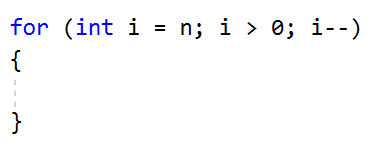 for (int i = n; i > 0; i--)
{
}